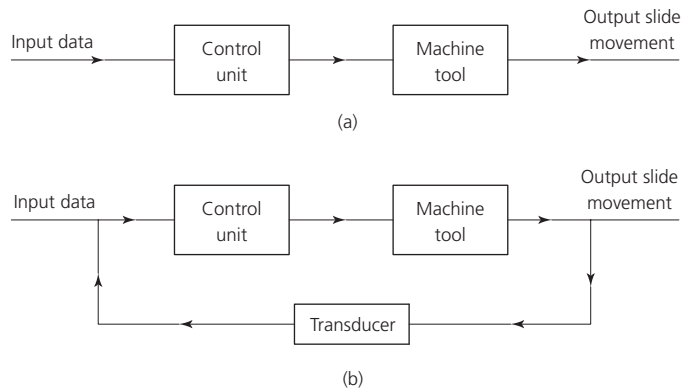 Output slide
movement
Input data
Control
unit
Machine
tool
(a)
Output slide
movement
Input data
Control
unit
Machine
tool
Transducer
(b)